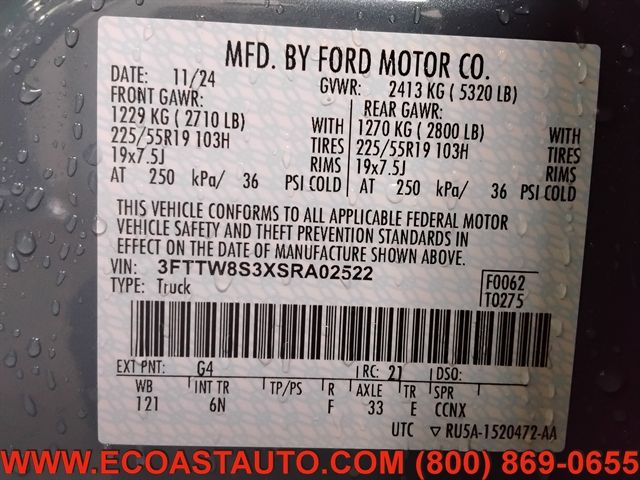 MFD. BY FORD MOTOR CO.
DATE: 11/24 GVWR: 2413 KG ( 5320 LB)
FRONT GAWR: REAR GAWR:
1229 KG ( 2710 LB) WITH 1270 KG ( 2800 LB) WITH
225/55R19 103H TIRES 225/55R19 103H TIRES
19x7.5J RIMS 19x7.5J RIMS
AT 250 kPa/ 36 PSI COLD AT 250 kPa/ 36 PSI COLD
THIS VEHICLE CONFORMS TO ALL APPLICABLE FEDERAL MOTOR
VEHICLE SAFETY AND THEFT PREVENTION STANDARDS IN
EFFECT ON THE DATE OF MANUFACTURE SHOWN ABOVE.
VIN: 3FTTW8S3XSRA02522 F0062
TYPE: Truck T0275
EXT PNT: G4 RC: 21 DSO:
WB INT TR TP/PS R AXLE TR SPR
121 6N F 33 E CCNX
UTC ▽RU5A-1520472-AA
WWW.ECOASTAUTO.COM (800) 869-0655